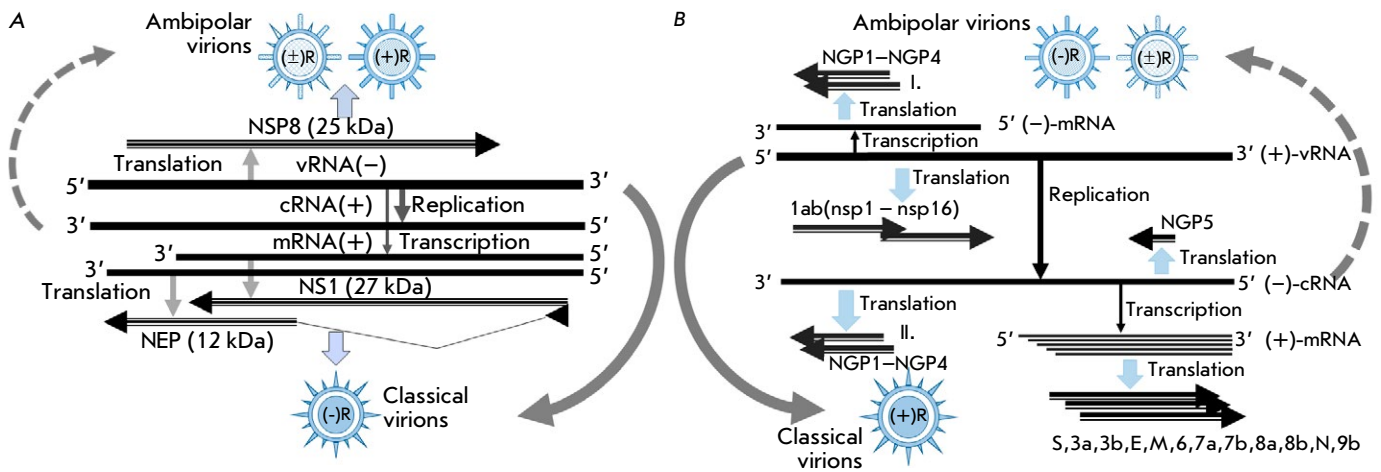 A
Ambipolar
virions
(±)R
(+)R
NSP8 (25 kDa)
Translation
vRNA(−)
5′
3′
cRNA(+)
Replication
3′
5′
mRNA(+)
Transcription
3′
5′
3′
5′
Translation
NS1 (27 kDa)
NEP (12 kDa)
(-)R
Classical
virions
B
Ambipolar virions
(-)R
(±)R
NGP1−NGP4
I.
Translation
3′
5′ (−)-mRNA
Transcription
5′
3′ (+)-vRNA
Translation
Replication
1ab(nsp1 − nsp16)
NGP5
Translation
3′
5′ (−)-cRNA
Translation
Transcription
II.
NGP1−NGP4
5′
3′ (+)-mRNA
Translation
(+)R
Classical
virions
S,3a,3b,E,M,6,7a,7b,8a,8b,N,9b